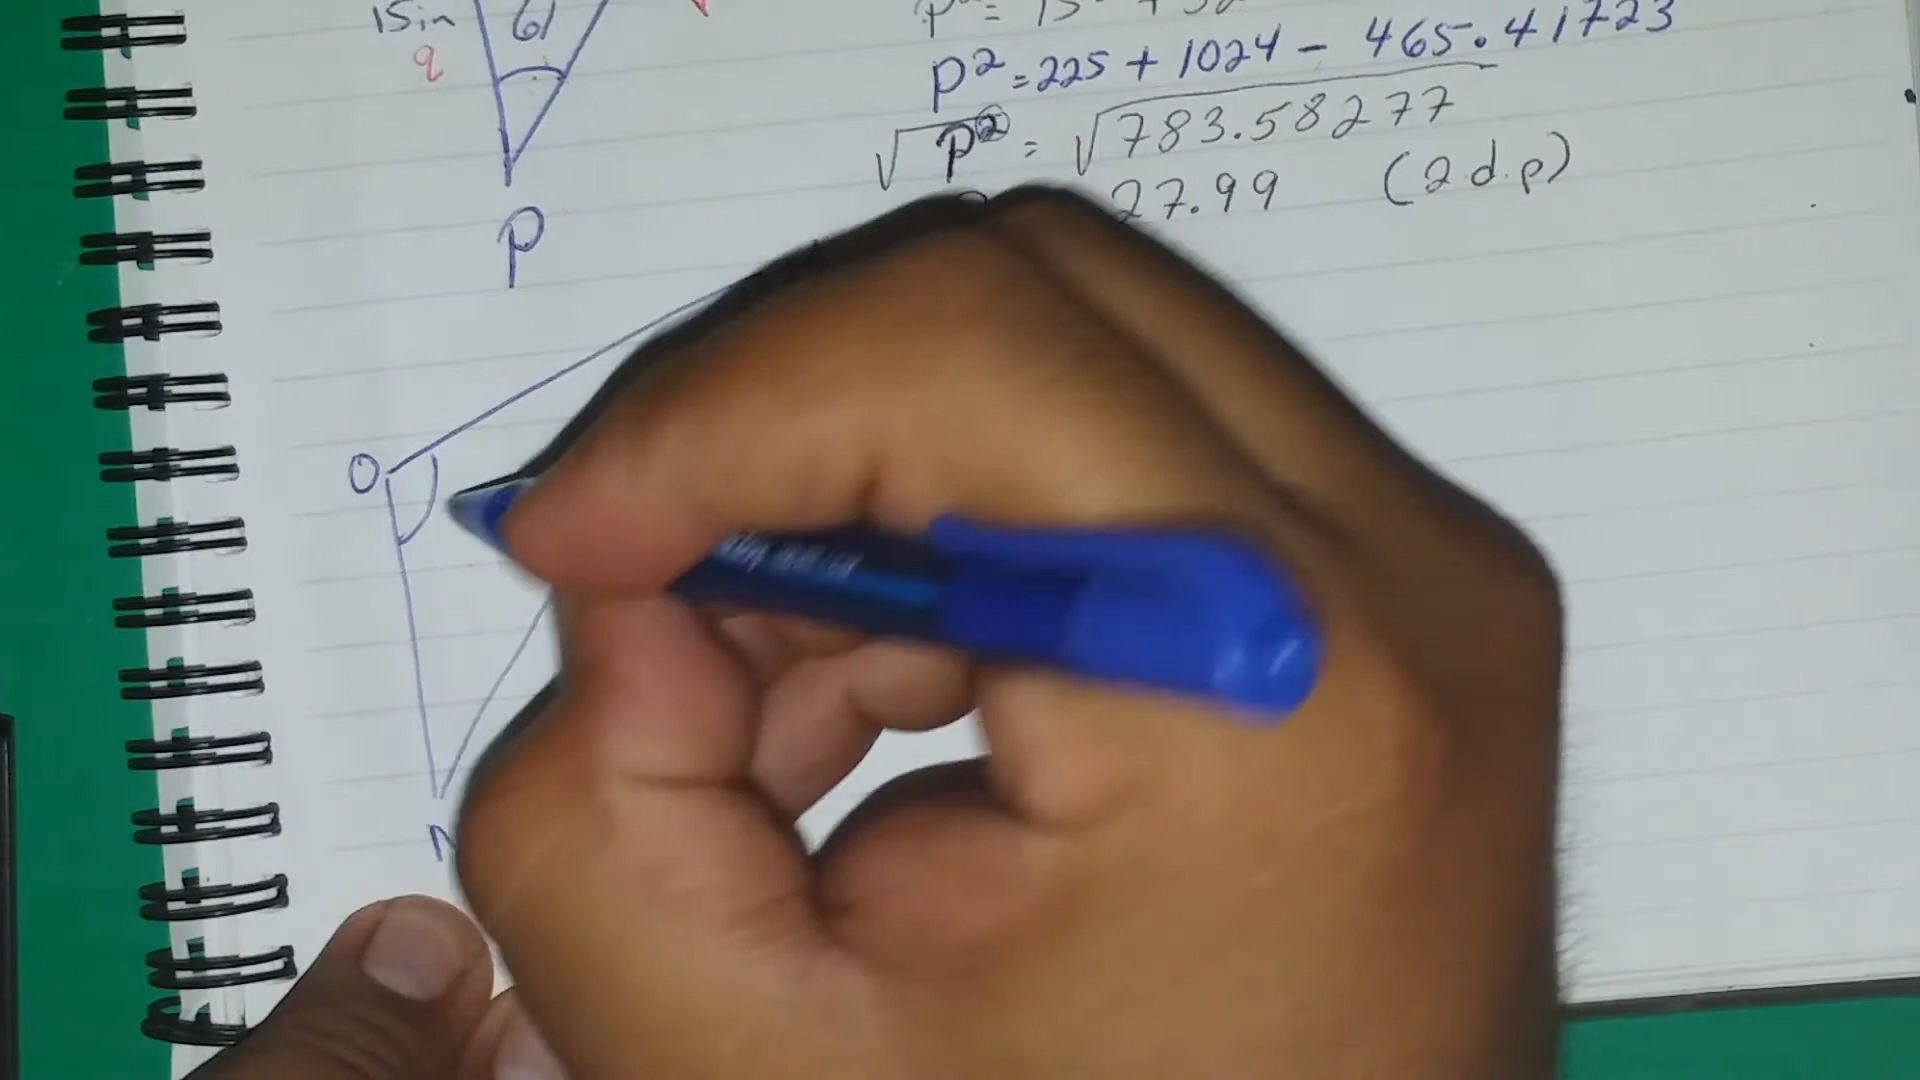 15in
61
q
P
p² = 225 + 1024 - 465.41723
√p² = √783.58277
27.99 (2 d.p)
O
N